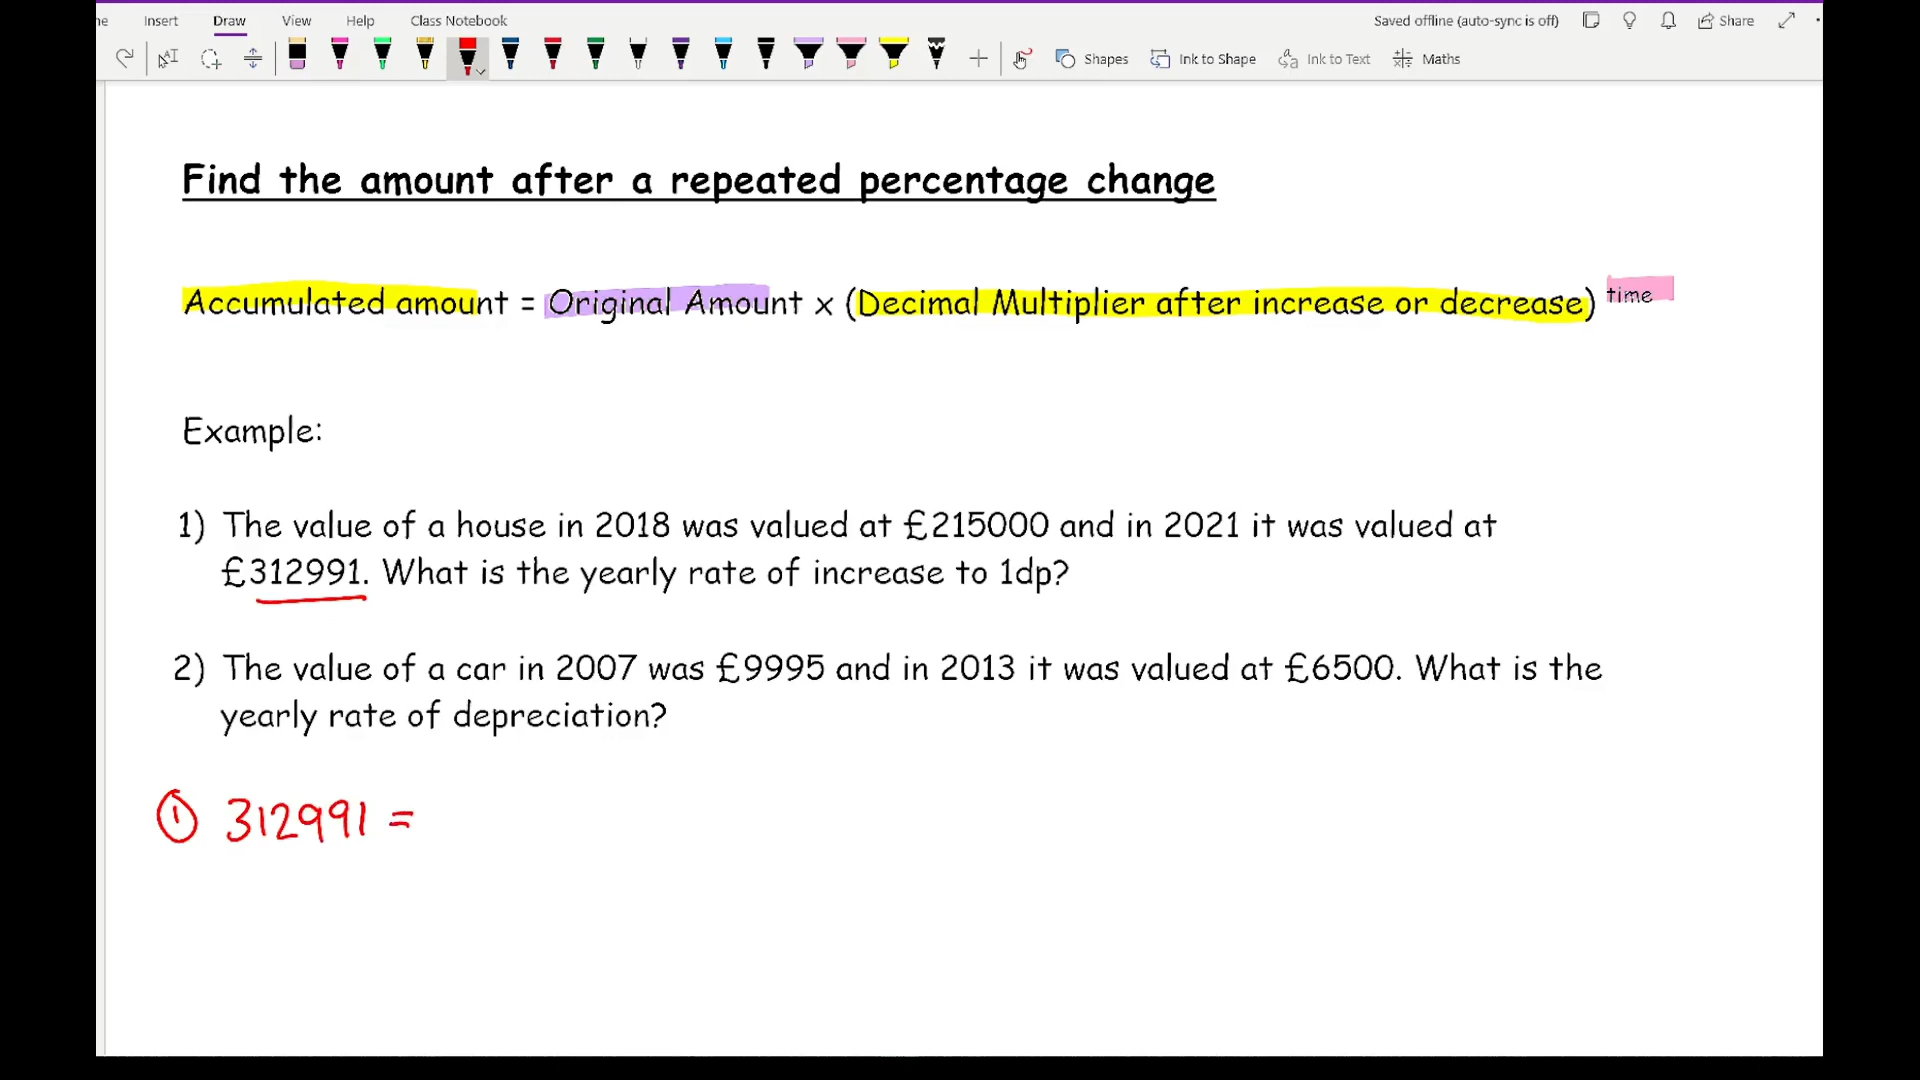 Insert Draw View Help Class Notebook Saved offline (auto-sync is off) Share
Shapes Ink to Shape Ink to Text Maths
Find the amount after a repeated percentage change
Accumulated amount = Original Amount x (Decimal Multiplier after increase or decrease) time
Example:
1) The value of a house in 2018 was valued at £215000 and in 2021 it was valued at
£312991. What is the yearly rate of increase to 1dp?
2) The value of a car in 2007 was £9995 and in 2013 it was valued at £6500. What is the
yearly rate of depreciation?
① 312991 =